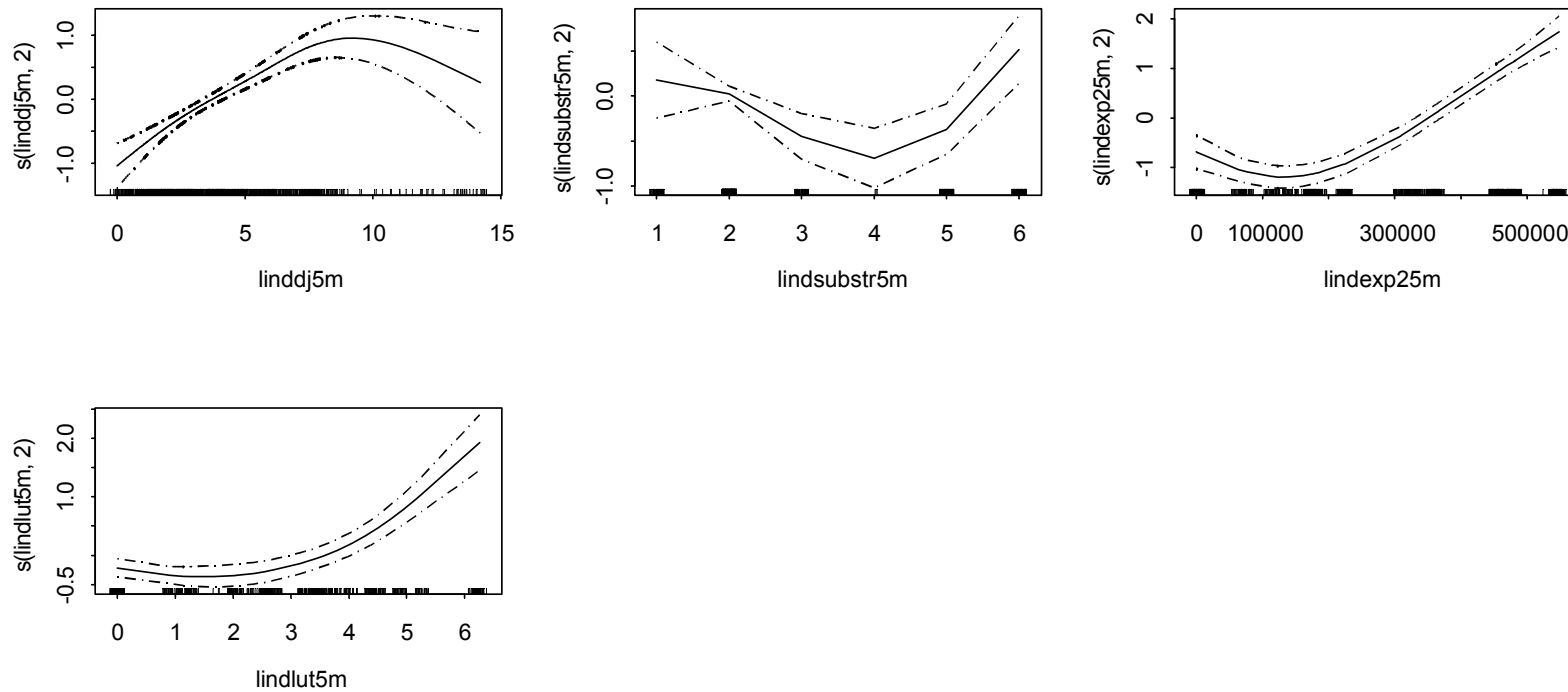 s(linddj5m, 2)
1.0
0.0
-1.0
0 5 10 15
linddj5m
s(lindsubstr5m, 2)
0.0
-1.0
1 2 3 4 5 6
lindsubstr5m
s(lindexp25m, 2)
2
1
0
-1
0 100000 300000 500000
lindexp25m
s(lindlut5m, 2)
2.0
1.0
-0.5
0 1 2 3 4 5 6
lindlut5m